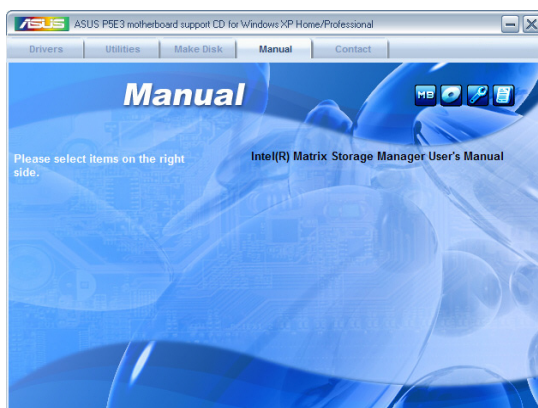 ASUS ASUS P5E3 motherboard support CD for Windows XP Home/Professional
Drivers Utilities Make Disk Manual Contact
Manual
MB
Please select items on the right
side.
Intel(R) Matrix Storage Manager User's Manual